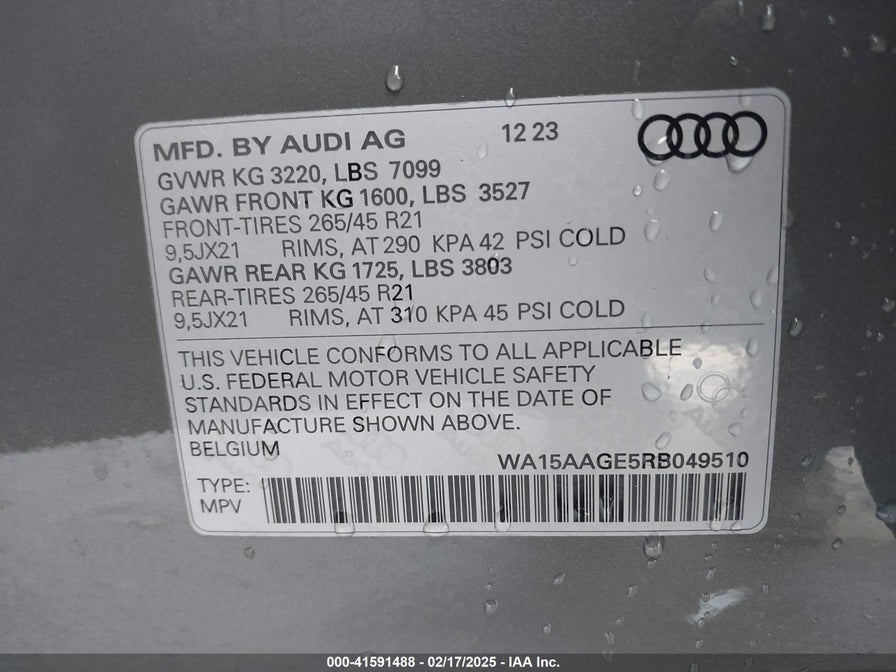 MFD. BY AUDI AG 12 23
GVWR KG 3220, LBS 7099
GAWR FRONT KG 1600, LBS 3527
FRONT-TIRES 265/45 R21
9,5JX21 RIMS, AT 290 KPA 42 PSI COLD
GAWR REAR KG 1725, LBS 3803
REAR-TIRES 265/45 R21
9,5JX21 RIMS, AT 310 KPA 45 PSI COLD
THIS VEHICLE CONFORMS TO ALL APPLICABLE
U.S. FEDERAL MOTOR VEHICLE SAFETY
STANDARDS IN EFFECT ON THE DATE OF
MANUFACTURE SHOWN ABOVE.
BELGIUM
WA15AAGE5RB049510
TYPE:
MPV
000-41591488 - 02/17/2025 - IAA Inc.